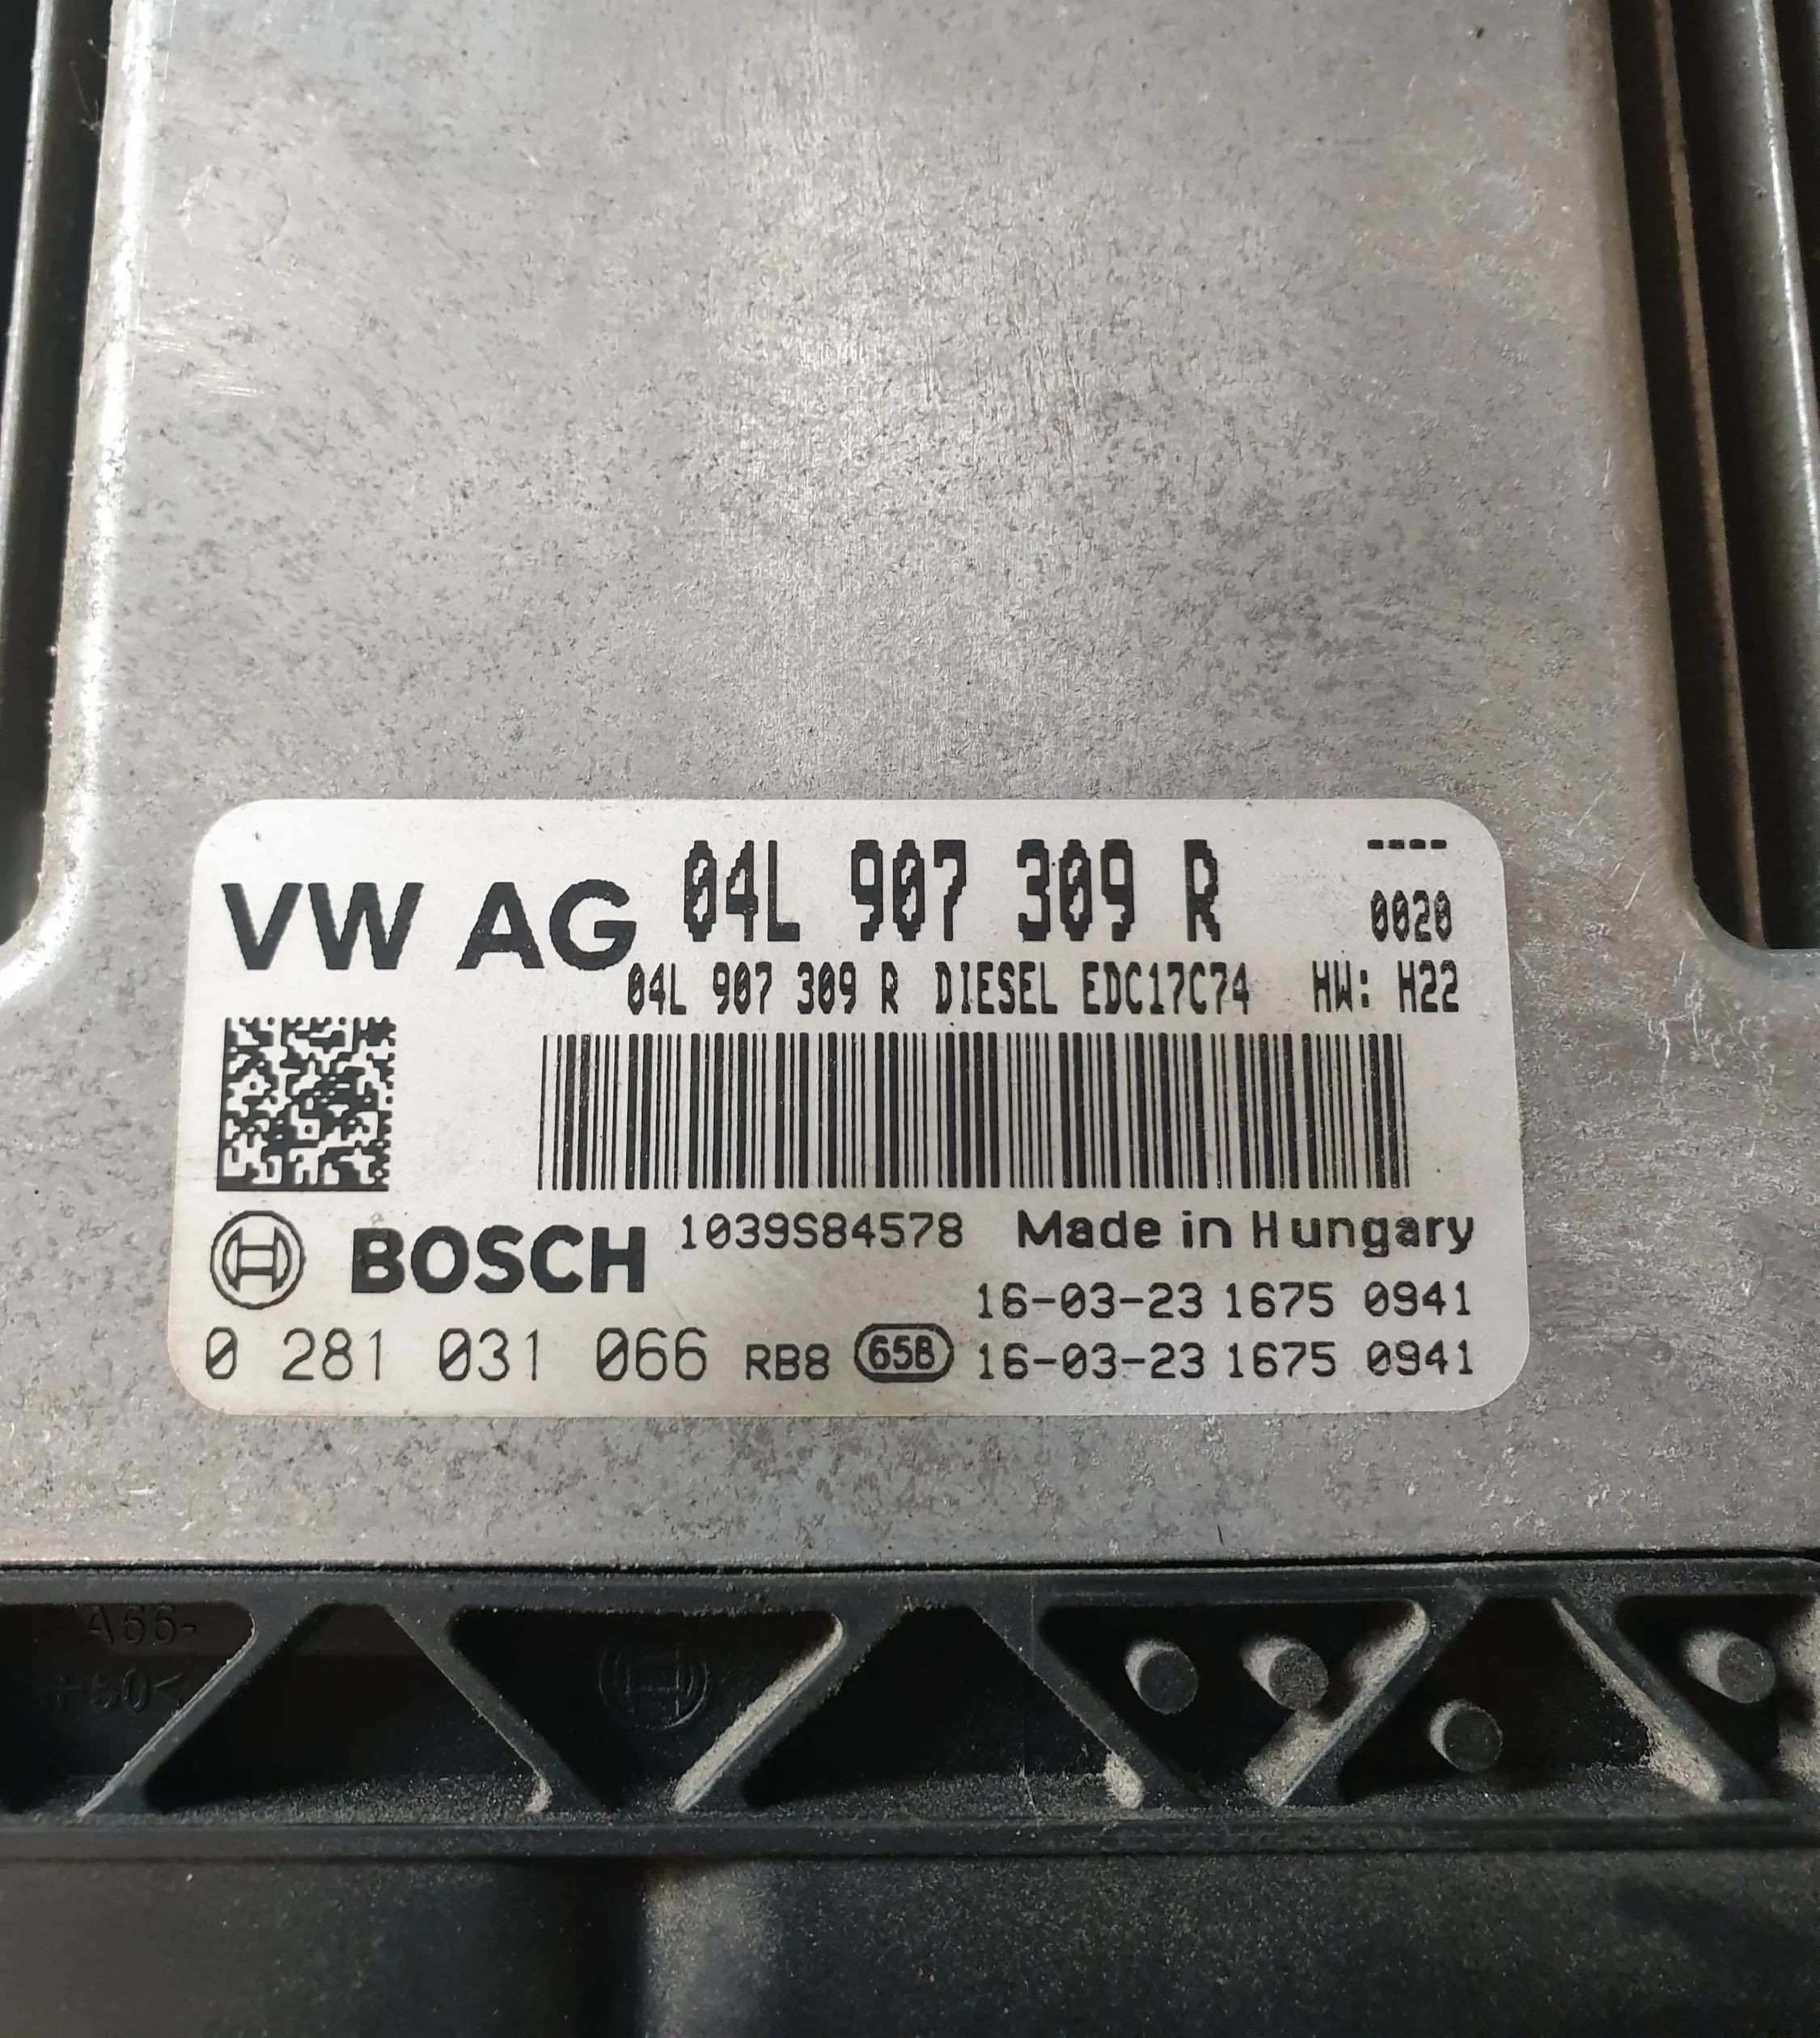 VW AG 04L 907 309 R ----
0020
04L 907 309 R DIESEL EDC17C74 HW: H22
BOSCH 1039S84578 Made in Hungary
16-03-23 1675 0941
0 281 031 066 RB8 658 16-03-23 1675 0941
A66-